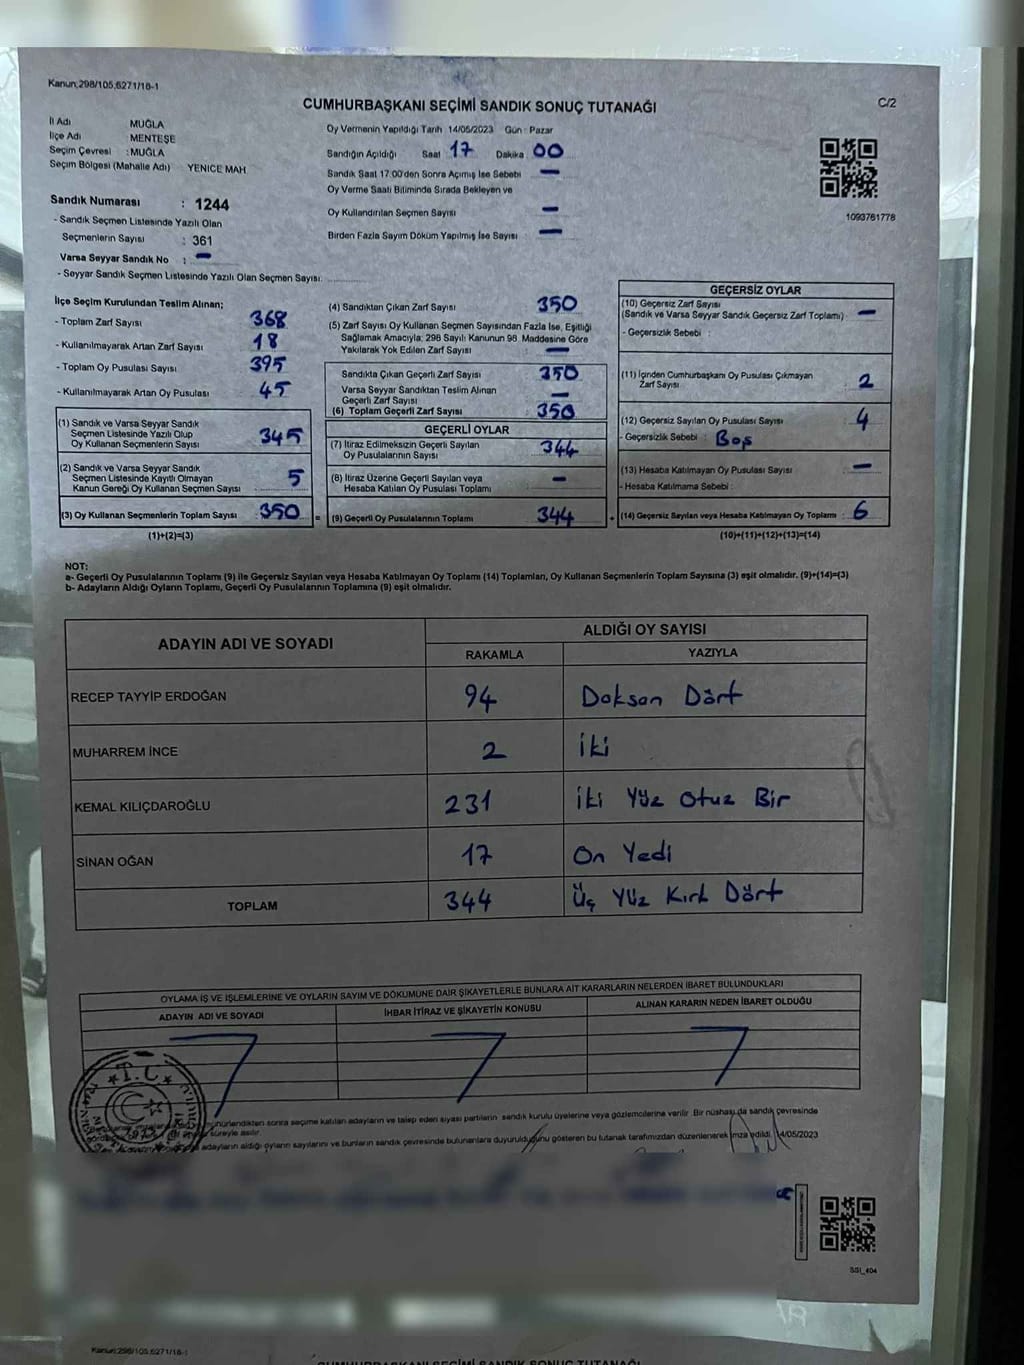 Kanun;298/105,6271/18-1
C/2
CUMHURBAŞKANI SEÇİMİ SANDIK SONUÇ TUTANAĞI
İl Adı MUĞLA
İlçe Adı : MENTEŞE
Seçim Çevresi : MUĞLA
Seçim Bölgesi (Mahalle Adı) YENICE MAH
Sandık Numarası : 1244
- Sandık Seçmen Listesinde Yazılı Olan
Seçmenlerin Sayısı : 361
Varsa Seyyar Sandık No : -
- Seyyar Sandık Seçmen Listesinde Yazılı Olan Seçmen Sayısı:
Oy Vermenin Yapıldığı Tarih 14/05/2023 Gün : Pazar
Sandığın Açıldığı Saat 17 Dakika 00
Sandık Saat 17:00'den Sonra Açımış İse Sebebi -
Oy Verme Saati Bitiminde Sırada Bekleyen ve
Oy Kullandırılan Seçmen Sayısı -
Birden Fazla Sayım Döküm Yapılmış İse Sayısı : -
1093761778
İlçe Seçim Kurulundan Teslim Alınan;
- Toplam Zarf Sayısı 368
- Kullanılmayarak Artan Zarf Sayısı 18
- Toplam Oy Pusulası Sayısı 395
- Kullanılmayarak Artan Oy Pusulası 45
(1) Sandık ve Varsa Seyyar Sandık
Seçmen Listesinde Yazılı Olup
Oy Kullanan Seçmenlerin Sayısı 345
(2) Sandık ve Varsa Seyyar Sandık
Seçmen Listesinde Kayıtlı Olmayan
Kanun Gereği Oy Kullanan Seçmen Sayısı 5
(3) Oy Kullanan Seçmenlerin Toplam Sayısı 350 =
(1)+(2)=(3)
(4) Sandıktan Çıkan Zarf Sayısı 350
(5) Zarf Sayısı Oy Kullanan Seçmen Sayısından Fazla İse, Eşitliği
Sağlamak Amacıyla; 298 Sayılı Kanunun 98. Maddesine Göre
Yakılarak Yok Edilen Zarf Sayısı -
Sandıkta Çıkan Geçerli Zarf Sayısı 350
Varsa Seyyar Sandıktan Teslim Alınan
Geçerli Zarf Sayısı -
(6) Toplam Geçerli Zarf Sayısı 350
GEÇERLİ OYLAR
(7) İtiraz Edilmeksizin Geçerli Sayılan
Oy Pusulalarının Sayısı 344
(8) İtiraz Üzerine Geçerli Sayılan veya
Hesaba Katılan Oy Pusulası Toplamı -
(9) Geçerli Oy Pusulalarının Toplamı 344 +
GEÇERSİZ OYLAR
(10) Geçersiz Zarf Sayısı
(Sandık ve Varsa Seyyar Sandık Geçersiz Zarf Toplamı) -
- Geçersizlik Sebebi :
(11) İçinden Cumhurbaşkanı Oy Pusulası Çıkmayan
Zarf Sayısı 2
(12) Geçersiz Sayılan Oy Pusulası Sayısı 4
- Geçersizlik Sebebi : Boş
(13) Hesaba Katılmayan Oy Pusulası Sayısı -
- Hesaba Katılmama Sebebi :
(14) Geçersiz Sayılan veya Hesaba Katılmayan Oy Toplamı : 6
(10)+(11)+(12)+(13)=(14)
NOT:
a- Geçerli Oy Pusulalarının Toplamı (9) ile Geçersiz Sayılan veya Hesaba Katılmayan Oy Toplamı (14) Toplamları, Oy Kullanan Seçmenlerin Toplam Sayısına (3) eşit olmalıdır. (9)+(14)=(3)
b- Adayların Aldığı Oyların Toplamı, Geçerli Oy Pusulalarının Toplamına (9) eşit olmalıdır.
ADAYIN ADI VE SOYADI
ALDIĞI OY SAYISI
RAKAMLA YAZIYLA
RECEP TAYYİP ERDOĞAN 94 Doksan Dört
MUHARREM İNCE 2 İki
KEMAL KILIÇDAROĞLU 231 İki Yüz Otuz Bir
SİNAN OĞAN 17 On Yedi
TOPLAM 344 Üç Yüz Kırk Dört
OYLAMA İŞ VE İŞLEMLERİNE VE OYLARIN SAYIM VE DÖKÜMÜNE DAİR ŞİKAYETLERLE BUNLARA AİT KARARLARIN NELERDEN İBARET BULUNDUKLARI
ADAYIN ADI VE SOYADI İHBAR İTİRAZ VE ŞİKAYETİN KONUSU ALINAN KARARIN NEDEN İBARET OLDUĞU
T.C
sonra seçime katılan adayların ve talep eden siyasi partilerin sandık kurulu üyelerine veya gözlemcilerine verilir. Bir nüshası da sandık çevresinde
süreyle asılır.
adayların aldığı oyların sayılarını ve bunların sandık çevresinde bulunanlara duyurulduğunu gösteren bu tutanak tarafımızdan düzenlenerek imza edildi. 14/05/2023
SSI_404
Kanun;298/105,6271/18-1
CUMHURBAŞKANI SEÇİMİ SANDIK SONUÇ TUTANAĞI